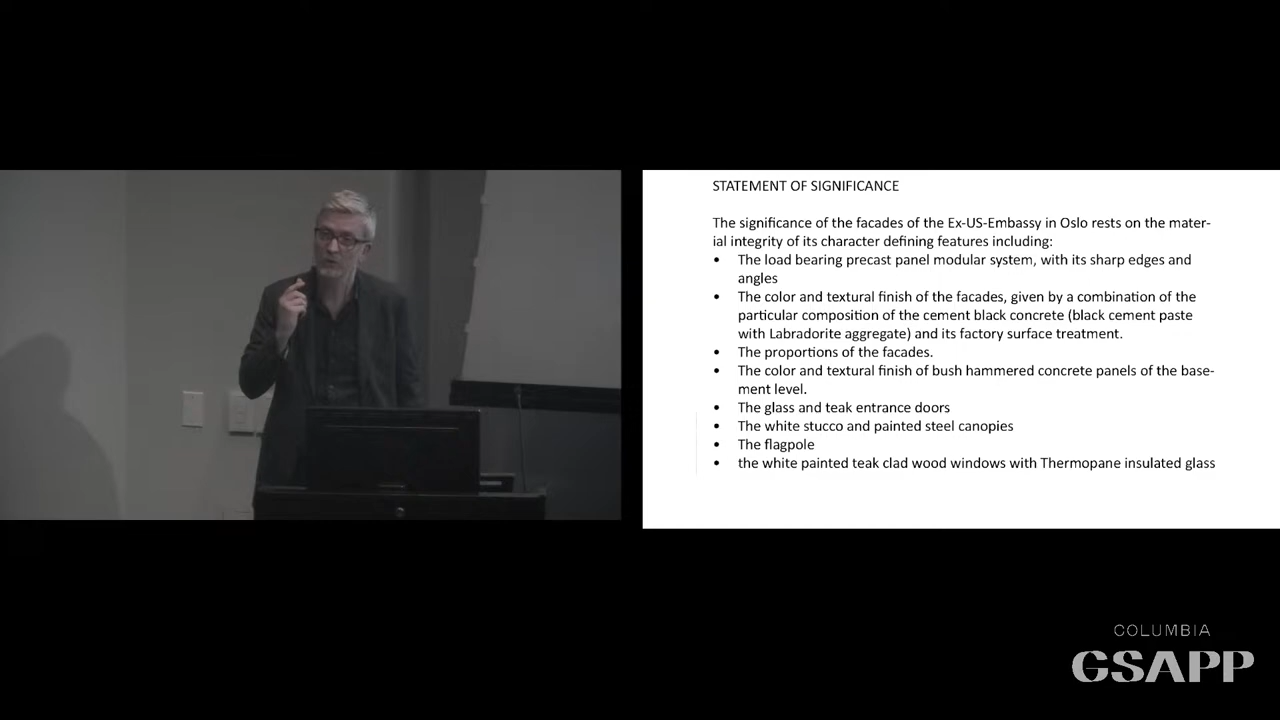 STATEMENT OF SIGNIFICANCE
The significance of the facades of the Ex-US-Embassy in Oslo rests on the mater-
ial integrity of its character defining features including:
• The load bearing precast panel modular system, with its sharp edges and
angles
• The color and textural finish of the facades, given by a combination of the
particular composition of the cement black concrete (black cement paste
with Labradorite aggregate) and its factory surface treatment.
• The proportions of the facades.
• The color and textural finish of bush hammered concrete panels of the base-
ment level.
• The glass and teak entrance doors
• The white stucco and painted steel canopies
• The flagpole
• the white painted teak clad wood windows with Thermopane insulated glass
COLUMBIA
GSAPP